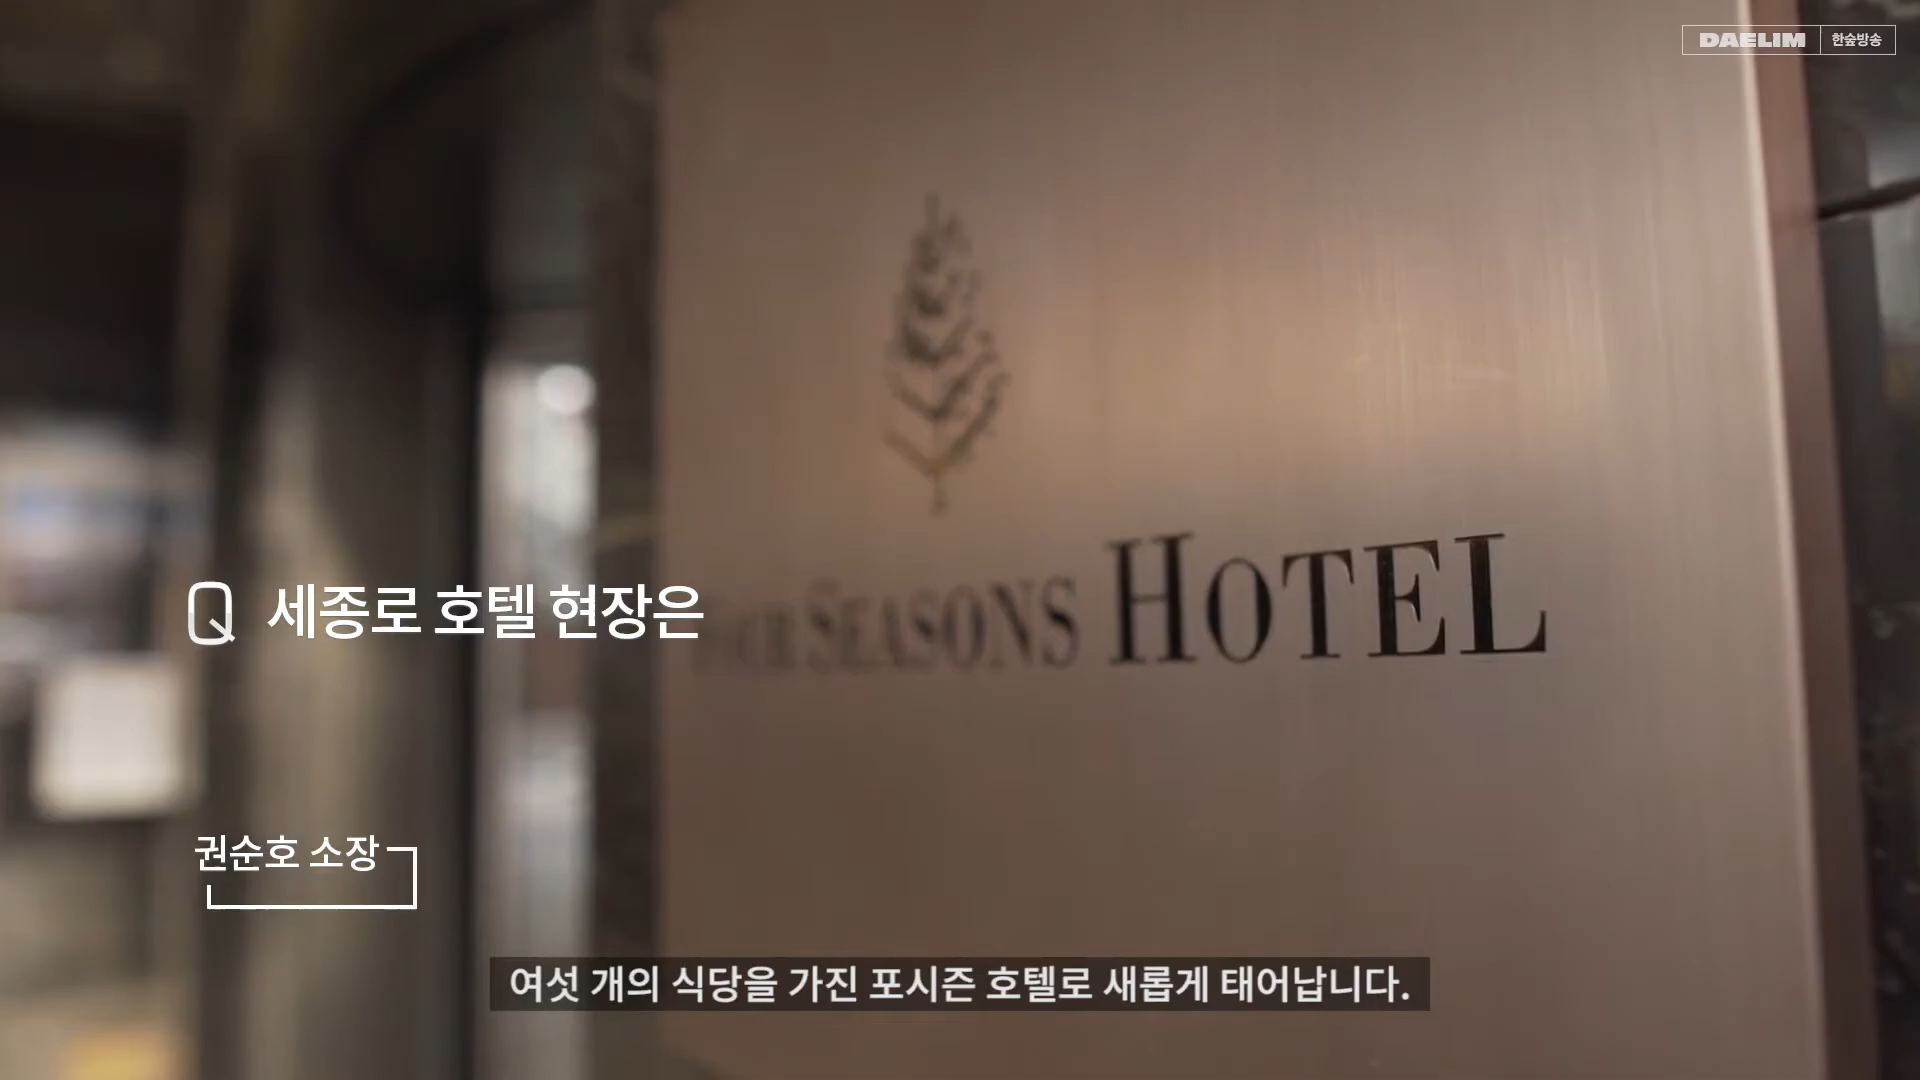 DAELIM 한숲방송
SEASONS HOTEL
Q 세종로 호텔 현장은
권순호 소장
여섯 개의 식당을 가진 포시즌 호텔로 새롭게 태어납니다.